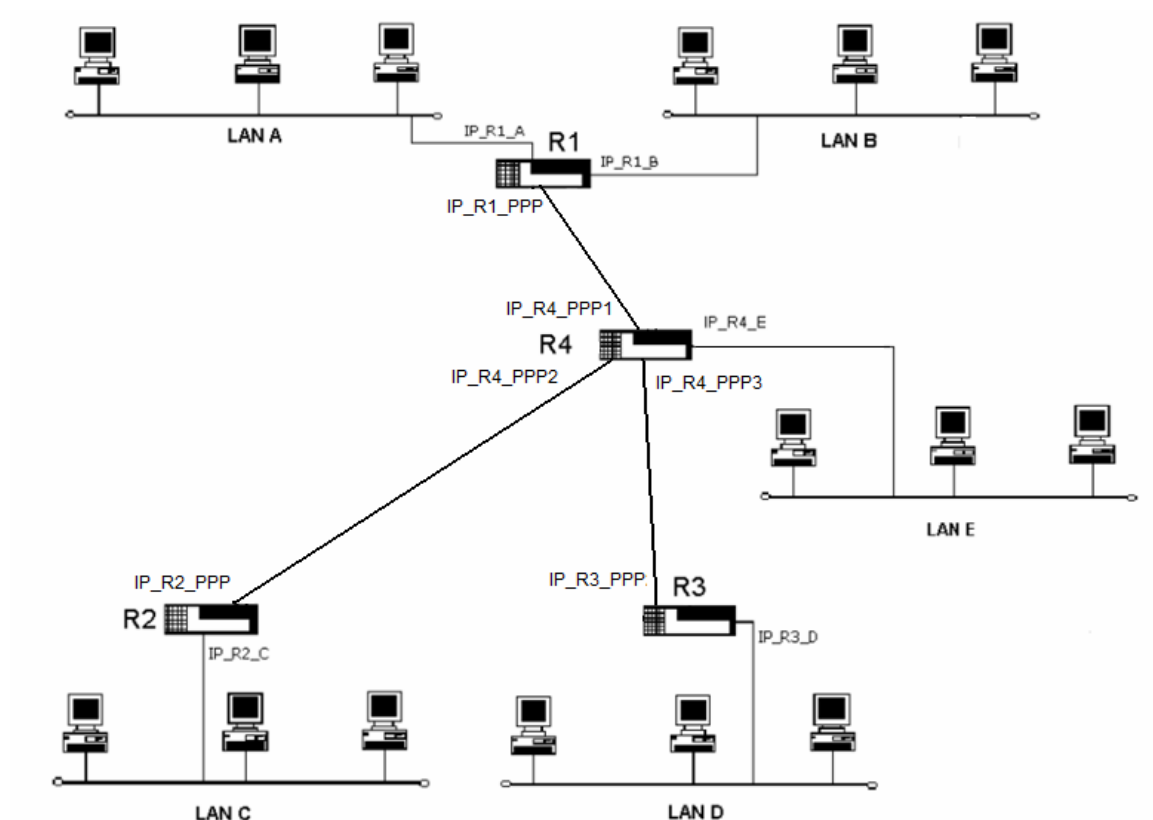 LAN A
IP_R1_A
R1
LAN B
IP_R1_B
IP_R1_PPP
IP_R4_PPP1
IP_R4_E
R4
IP_R4_PPP2
IP_R4_PPP3
LAN E
IP_R2_PPP
IP_R3_PPP
R3
R2
IP_R3_D
IP_R2_C
LAN C
LAN D